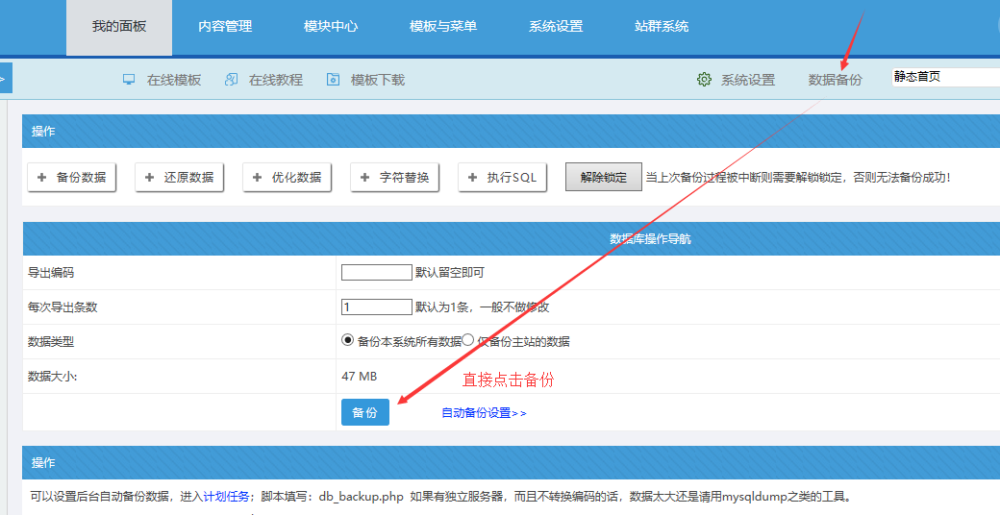 我的面板 内容管理 模块中心 模板与菜单 系统设置 站群系统
> 在线模板 在线教程 模板下载 系统设置 数据备份 静态首页
操作
+ 备份数据 + 还原数据 + 优化数据 + 字符替换 + 执行SQL 解除锁定 当上次备份过程被中断则需要解锁锁定，否则无法备份成功！
数据库操作导航
导出编码 默认留空即可
每次导出条数 1 默认为1条，一般不做修改
数据类型 备份本系统所有数据 仅备份主站的数据
数据大小: 47 MB 直接点击备份
备份 自动备份设置>>
操作
可以设置后台自动备份数据，进入计划任务；脚本填写：db_backup.php 如果有独立服务器，而且不转换编码的话，数据太大还是请用mysqldump之类的工具。